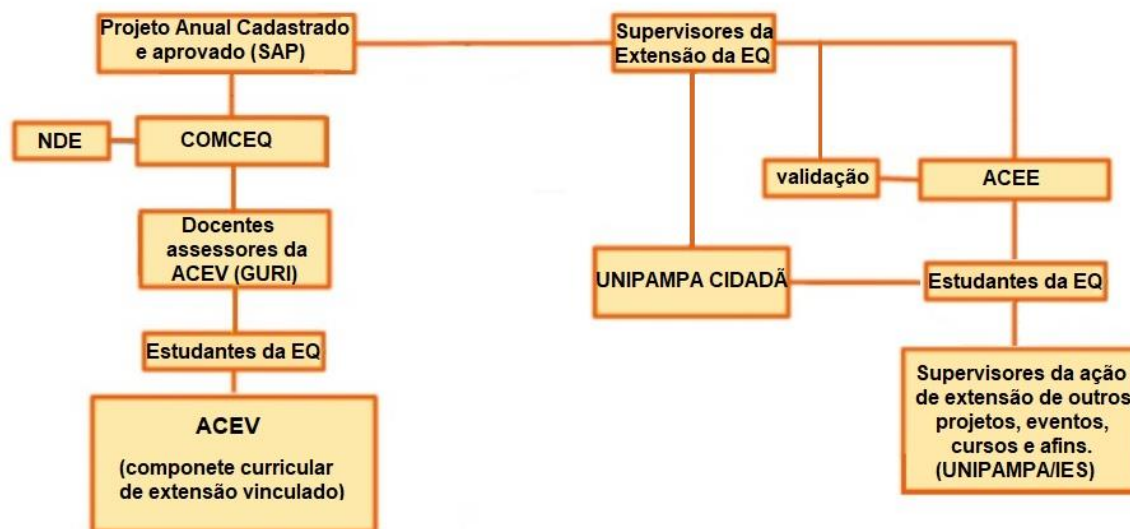 Projeto Anual Cadastrado
e aprovado (SAP)
Supervisores da
Extensão da EQ
NDE
COMCEQ
validação
ACEE
Docentes
assessores da
ACEV (GURI)
UNIPAMPA CIDADÃ
Estudantes da EQ
Estudantes da EQ
ACEV
(componete curricular
de extensão vinculado)
Supervisores da ação
de extensão de outros
projetos, eventos,
cursos e afins.
(UNIPAMPA/IES)